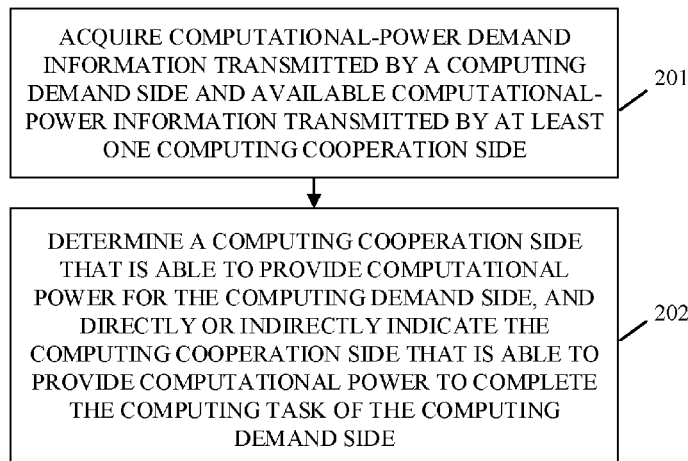 ACQUIRE COMPUTATIONAL-POWER DEMAND
INFORMATION TRANSMITTED BY A COMPUTING
DEMAND SIDE AND AVAILABLE COMPUTATIONAL-
POWER INFORMATION TRANSMITTED BY AT LEAST
ONE COMPUTING COOPERATION SIDE
201
DETERMINE A COMPUTING COOPERATION SIDE
THAT IS ABLE TO PROVIDE COMPUTATIONAL
POWER FOR THE COMPUTING DEMAND SIDE, AND
DIRECTLY OR INDIRECTLY INDICATE THE
COMPUTING COOPERATION SIDE THAT IS ABLE TO
PROVIDE COMPUTATIONAL POWER TO COMPLETE
THE COMPUTING TASK OF THE COMPUTING
DEMAND SIDE
202